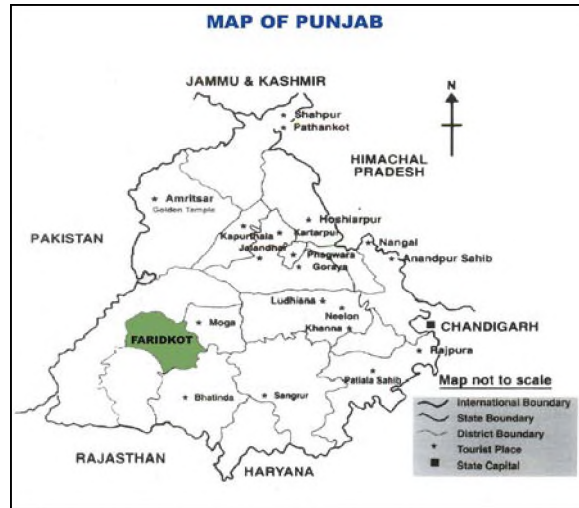 MAP OF PUNJAB
JAMMU & KASHMIR
N
Shahpur
Pathankot
HIMACHAL
PRADESH
Amritsar
Golden Temple
Hoshiarpur
Kapurthala
Kartarpur
PAKISTAN
Nangal
Jalandhar
Phagwara
Anandpur Sahib
Goraya
Ludhiana
Neelon
Moga
Khanna
CHANDIGARH
FARIDKOT
Rajpura
Patiala Sahib
Map not to scale
Bhatinda
Sangrur
International Boundary
State Boundary
District Boundary
Tourist Place
State Capital
RAJASTHAN
HARYANA